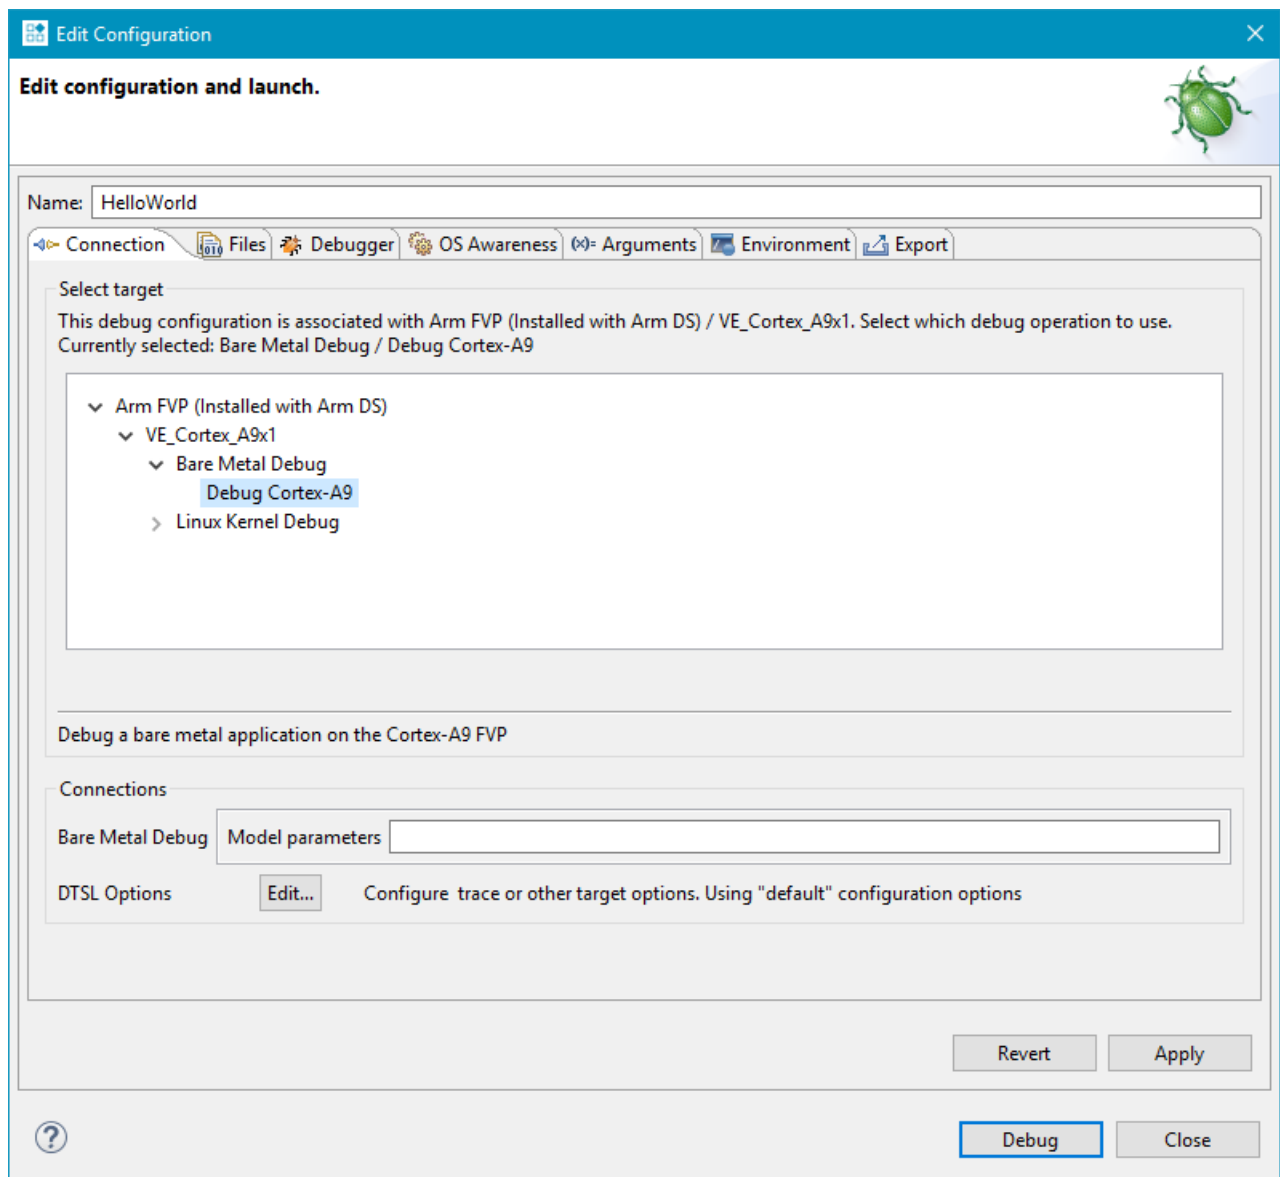 Edit Configuration
Edit configuration and launch.
Name: HelloWorld
Connection Files Debugger OS Awareness (x)= Arguments Environment Export
Select target
This debug configuration is associated with Arm FVP (Installed with Arm DS) / VE_Cortex_A9x1. Select which debug operation to use.
Currently selected: Bare Metal Debug / Debug Cortex-A9
Arm FVP (Installed with Arm DS)
VE_Cortex_A9x1
Bare Metal Debug
Debug Cortex-A9
Linux Kernel Debug
Debug a bare metal application on the Cortex-A9 FVP
Connections
Bare Metal Debug Model parameters
DTSL Options Edit... Configure trace or other target options. Using "default" configuration options
Revert Apply
? Debug Close